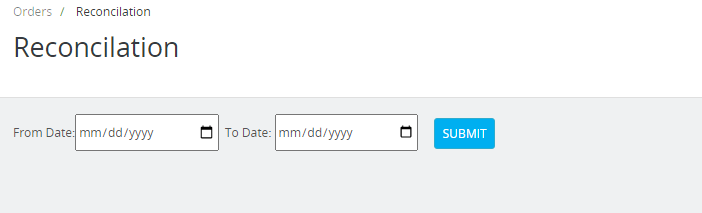 Orders / Reconcilation
Reconcilation
From Date: mm/dd/yyyy To Date: mm/dd/yyyy SUBMIT